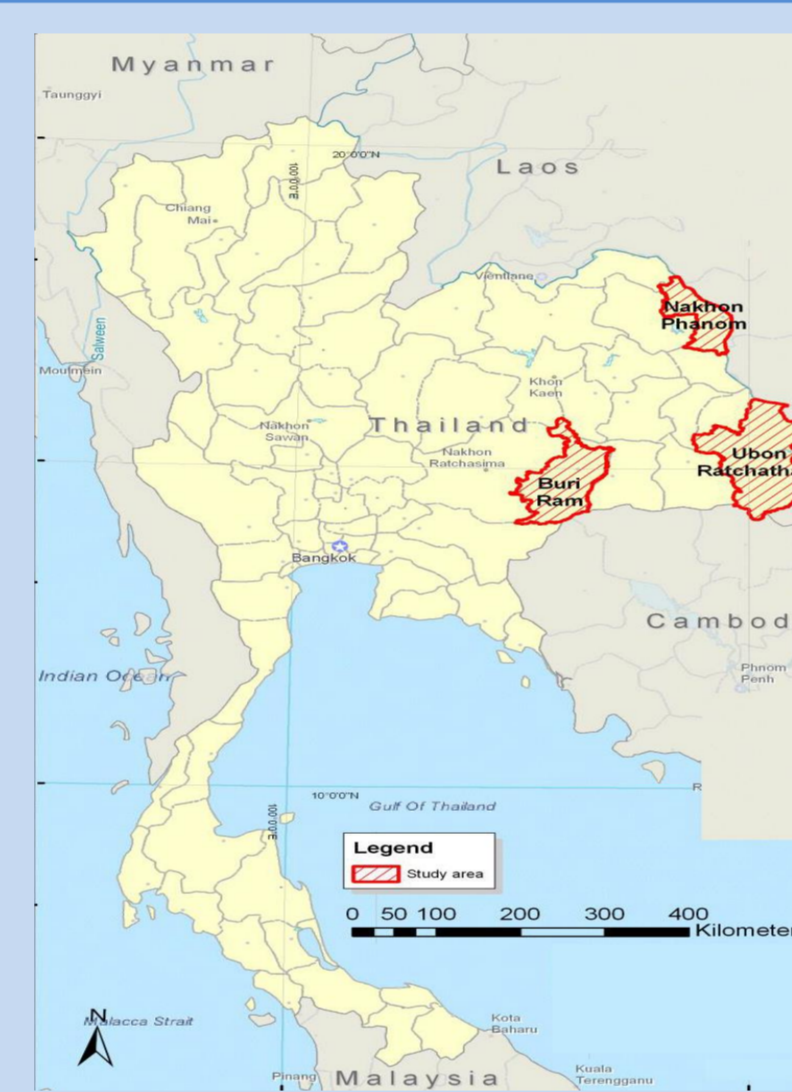 Myanmar
Taunggyi
20°0'0"N
100°0'0"E
Laos
Chiang
Mai
Vientiane
Nakhon
Phanom
Salween
Moulmein
Khon
Kaen
Nakhon
Sawan
Thailand
Nakhon
Ratchasima
Buri
Ram
Ubon
Ratchatha
Bangkok
Cambod
Indian Ocean
Phnom
Penh
R
10°0'0"N
100°0'0"E
Gulf Of Thailand
Legend
Study area
0 50 100 200 300 400
Kilometer
N
Malacca Strait
Kota
Baharu
Pinang
Malaysia
Kuala
Terengganu